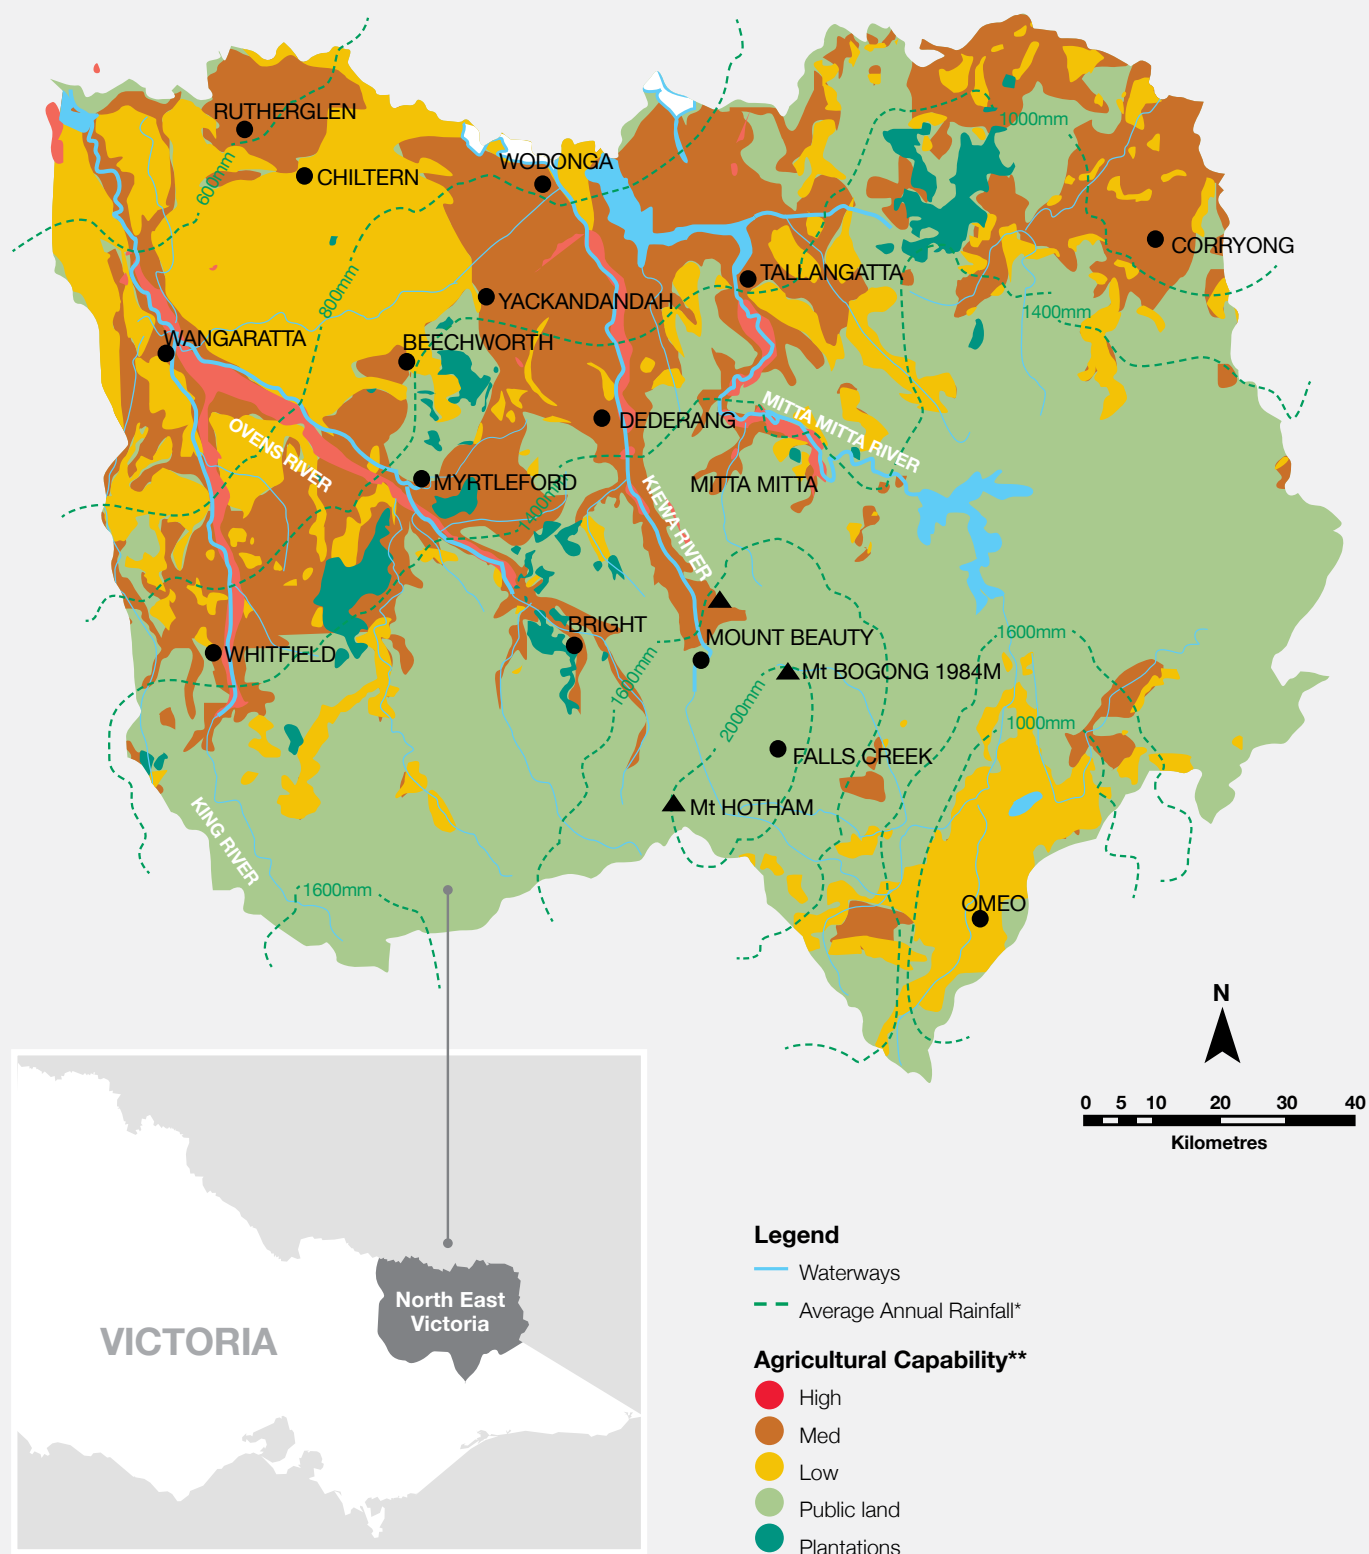 RUTHERGLEN
600mm
CHILTERN
WODONGA
1000mm
CORRYONG
TALLANGATTA
800mm
YACKANDANDAH
1400mm
WANGARATTA
BEECHWORTH
MITTA MITTA RIVER
DEDERANG
OVENS RIVER
MYRTLEFORD
MITTA MITTA
1400mm
KIEWA RIVER
BRIGHT
MOUNT BEAUTY
1600mm
WHITFIELD
1600mm
Mt BOGONG 1984M
2000mm
1000mm
FALLS CREEK
Mt HOTHAM
KING RIVER
1600mm
OMEO
N
0 5 10 20 30 40
Kilometres
North East
Victoria
VICTORIA
Legend
Waterways
Average Annual Rainfall*
Agricultural Capability**
High
Med
Low
Public land
Plantations